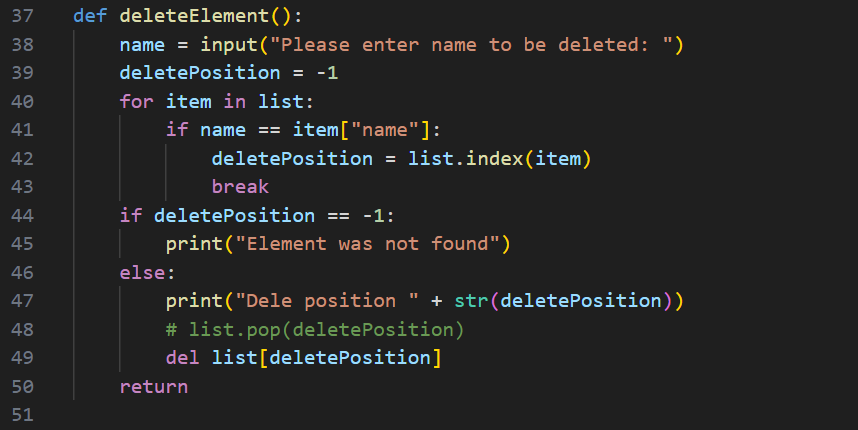 37 def deleteElement():
38     name = input("Please enter name to be deleted: ")
39     deletePosition = -1
40     for item in list:
41         if name == item["name"]:
42             deletePosition = list.index(item)
43             break
44     if deletePosition == -1:
45         print("Element was not found")
46     else:
47         print("Dele position " + str(deletePosition))
48         # list.pop(deletePosition)
49         del list[deletePosition]
50     return
51